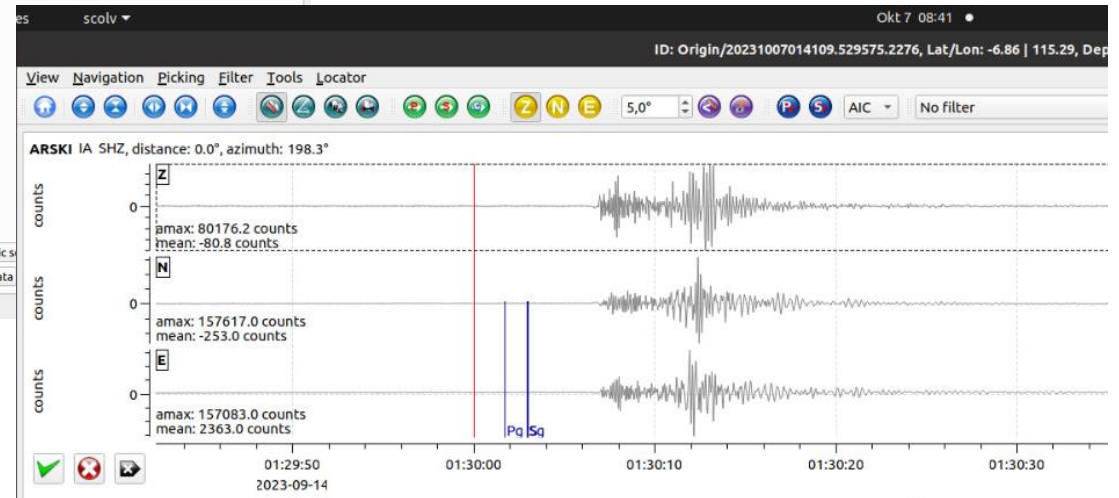 es scolv Okt 7 08:41
ID: Origin/20231007014109.529575.2276, Lat/Lon: -6.86 | 115.29, Dep
View Navigation Picking Filter Tools Locator
P S Z N E 5,0° P S AIC No filter
ARSKI IA SHZ, distance: 0.0°, azimuth: 198.3°
Z
counts
0
amax: 80176.2 counts
mean: -80.8 counts
ic s
ata
N
counts
0
amax: 157617.0 counts
mean: -253.0 counts
E
counts
0
amax: 157083.0 counts
mean: 2363.0 counts
Pg Sg
01:29:50 01:30:00 01:30:10 01:30:20 01:30:30
2023-09-14